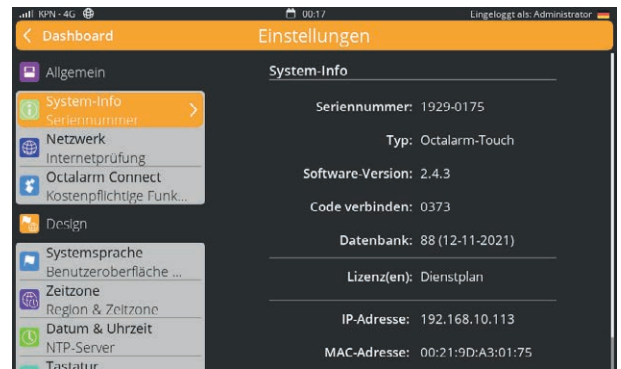 KPN - 4G 00:17 Lingeloggt als: Administrator
Dashboard Einstellungen
Allgemein
System-Info
Seriennummer
Netzwerk
Internetprüfung
Octalarm Connect
Kostenpflichtige Funk...
Design
Systemsprache
Benutzeroberfläche ...
Zeitzone
Region & Zeitzone
Datum & Uhrzeit
NTP-Server
Tastatur
System-Info
Seriennummer: 1929-0175
Typ: Octalarm-Touch
Software-Version: 2.4.3
Code verbinden: 0373
Datenbank: 88 (12-11-2021)
Lizenz(en): Dienstplan
IP-Adresse: 192.168.10.113
MAC-Adresse: 00:21:9D:A3:01:75